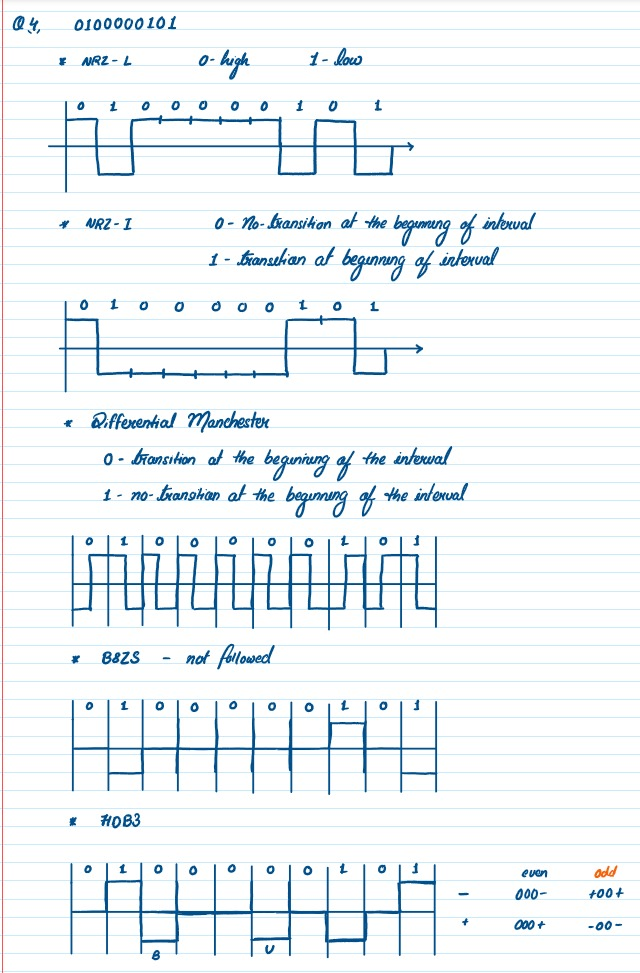 Q4. 0100000101
* NRZ-L 0-high 1-low
0 1 0 0 0 0 0 1 0 1
* NRZ-I 0- No-transition at the beginning of interval
1 - transition at beginning of interval
0 1 0 0 0 0 0 1 0 1
* Differential Manchester
0 - transition at the beginning of the interval
1 - no-transition at the beginning of the interval
0 1 0 0 0 0 0 1 0 1
* B8ZS - not followed
0 1 0 0 0 0 0 1 0 1
* HDB3
0 1 0 0 0 0 0 1 0 1 even odd
- 000- +00+
+ 000+ -00-
B V